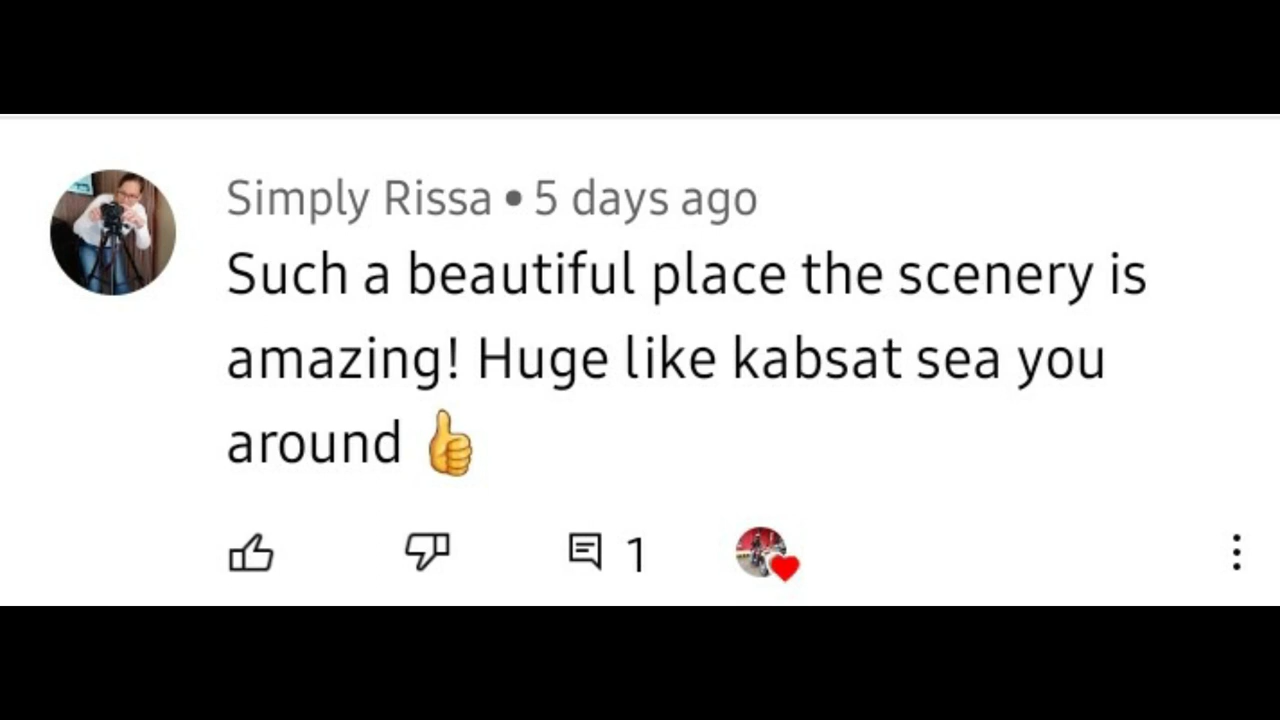 Simply Rissa • 5 days ago
Such a beautiful place the scenery is
amazing! Huge like kabsat sea you
around 👍
1